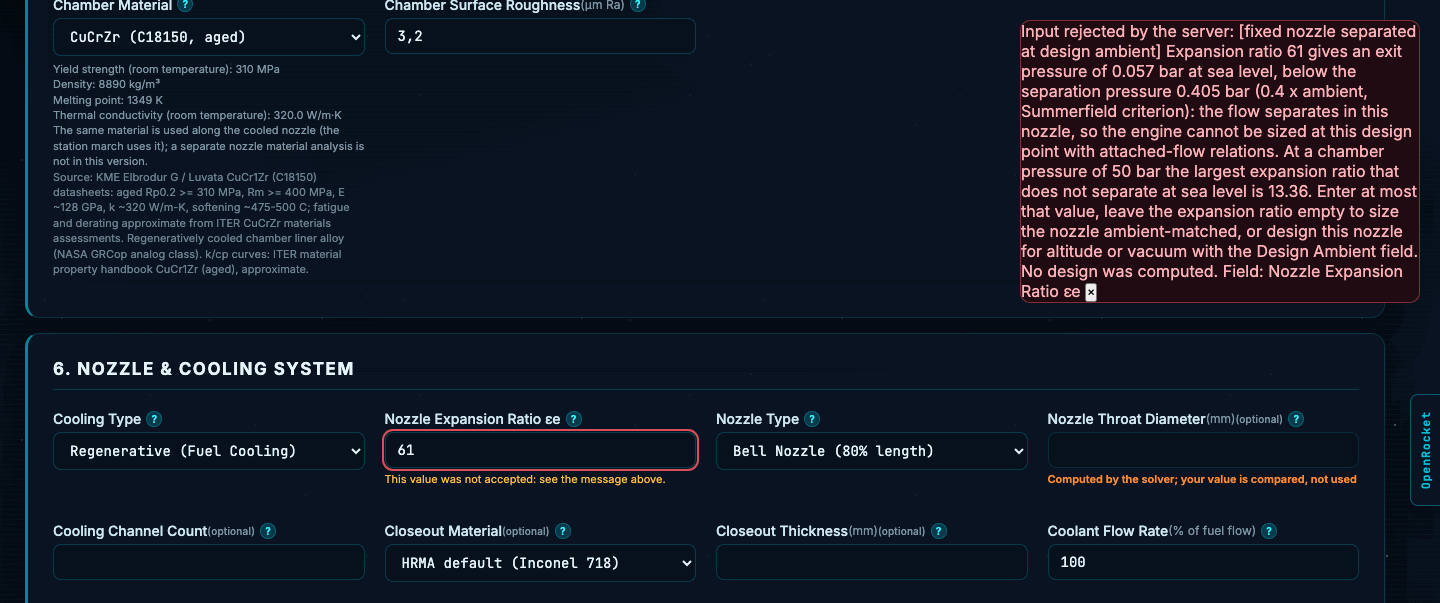 Chamber Material ?
CuCrZr (C18150, aged)
Yield strength (room temperature): 310 MPa
Density: 8890 kg/m³
Melting point: 1349 K
Thermal conductivity (room temperature): 320.0 W/m·K
The same material is used along the cooled nozzle (the
station march uses it); a separate nozzle material analysis is
not in this version.
Source: KME Elbrodur G / Luvata CuCr1Zr (C18150)
datasheets: aged Rp0.2 >= 310 MPa, Rm >= 400 MPa, E
~128 GPa, k ~320 W/m-K, softening ~475-500 C; fatigue
and derating approximate from ITER CuCrZr materials
assessments. Regeneratively cooled chamber liner alloy
(NASA GRCop analog class). k/cp curves: ITER material
property handbook CuCr1Zr (aged), approximate.
Chamber Surface Roughness(μm Ra) ?
3,2
Input rejected by the server: [fixed nozzle separated
at design ambient] Expansion ratio 61 gives an exit
pressure of 0.057 bar at sea level, below the
separation pressure 0.405 bar (0.4 x ambient,
Summerfield criterion): the flow separates in this
nozzle, so the engine cannot be sized at this design
point with attached-flow relations. At a chamber
pressure of 50 bar the largest expansion ratio that
does not separate at sea level is 13.36. Enter at most
that value, leave the expansion ratio empty to size
the nozzle ambient-matched, or design this nozzle
for altitude or vacuum with the Design Ambient field.
No design was computed. Field: Nozzle Expansion
Ratio εe ×
6. NOZZLE & COOLING SYSTEM
Cooling Type ?
Regenerative (Fuel Cooling)
Nozzle Expansion Ratio εe ?
61
This value was not accepted: see the message above.
Nozzle Type ?
Bell Nozzle (80% length)
Nozzle Throat Diameter(mm)(optional) ?
Computed by the solver; your value is compared, not used
Cooling Channel Count(optional) ?
Closeout Material(optional) ?
HRMA default (Inconel 718)
Closeout Thickness(mm)(optional) ?
Coolant Flow Rate(% of fuel flow) ?
100
OpenRocket